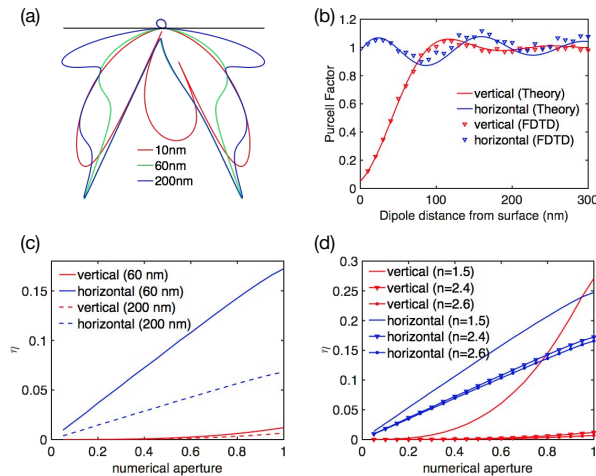 (a)
10nm
60nm
200nm
(b)
Purcell Factor
1.2
1
0.8
0.6
0.4
0.2
0
vertical (Theory)
horizontal (Theory)
vertical (FDTD)
horizontal (FDTD)
0
100
200
300
Dipole distance from surface (nm)
(c)
η
0.15
0.1
0.05
0
vertical (60 nm)
horizontal (60 nm)
vertical (200 nm)
horizontal (200 nm)
0
0.2
0.4
0.6
0.8
1
numerical aperture
(d)
η
0.3
0.25
0.2
0.15
0.1
0.05
0
vertical (n=1.5)
vertical (n=2.4)
vertical (n=2.6)
horizontal (n=1.5)
horizontal (n=2.4)
horizontal (n=2.6)
0
0.2
0.4
0.6
0.8
1
numerical aperture